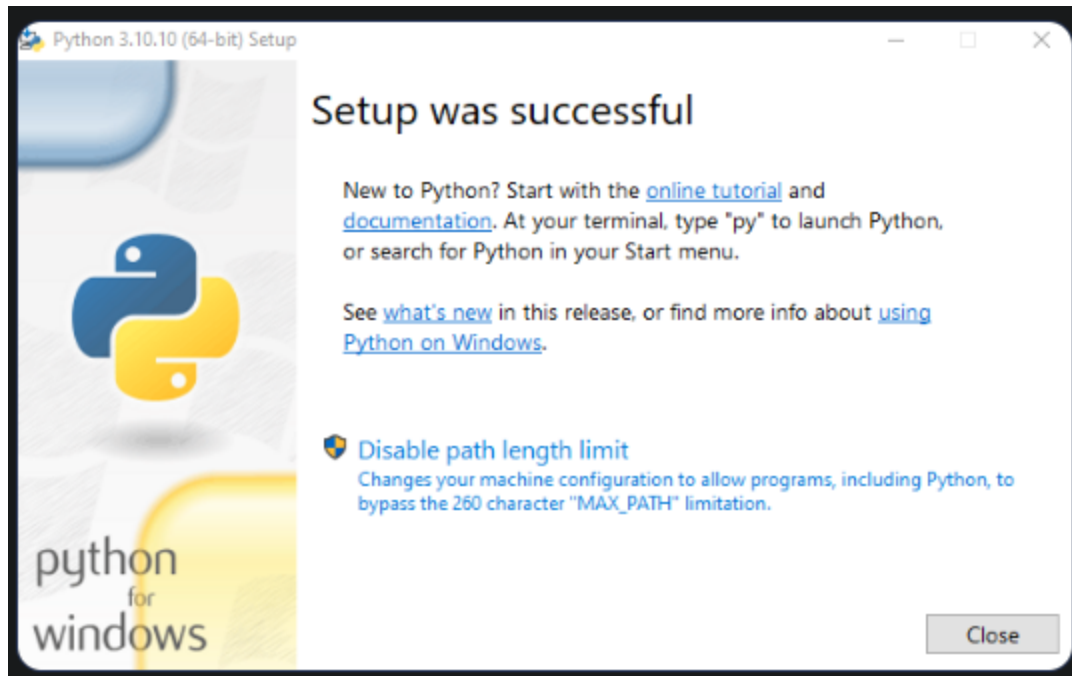 Python 3.10.10 (64-bit) Setup
Setup was successful
New to Python? Start with the online tutorial and
documentation. At your terminal, type "py" to launch Python,
or search for Python in your Start menu.
See what's new in this release, or find more info about using
Python on Windows.
Disable path length limit
Changes your machine configuration to allow programs, including Python, to
bypass the 260 character "MAX_PATH" limitation.
python
for
windows
Close